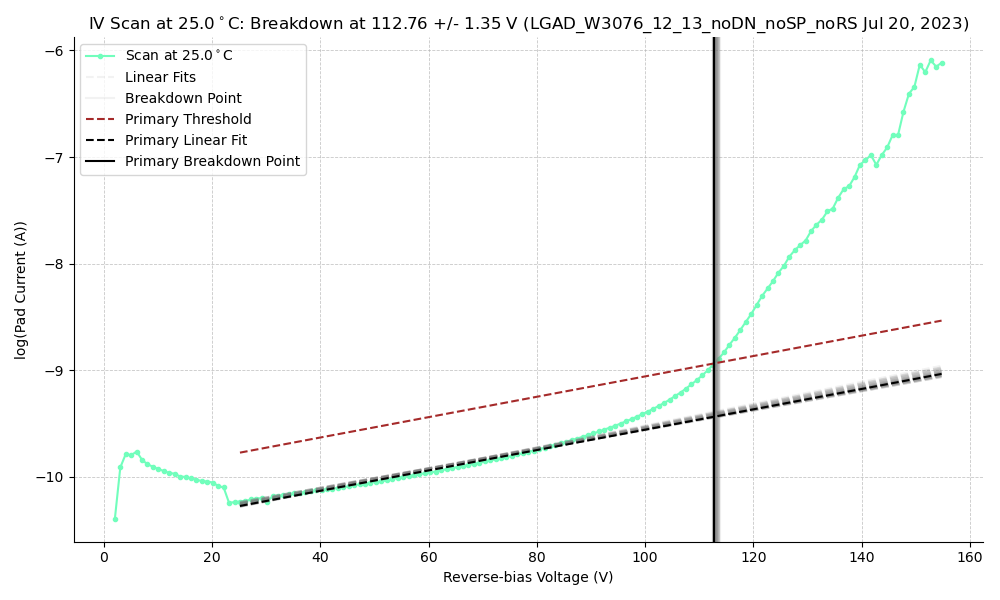 IV Scan at 25.0°C: Breakdown at 112.76 +/- 1.35 V (LGAD_W3076_12_13_noDN_noSP_noRS Jul 20, 2023)
Scan at 25.0°C
Linear Fits
Breakdown Point
Primary Threshold
Primary Linear Fit
Primary Breakdown Point
log(Pad Current (A))
−6
−7
−8
−9
−10
0 20 40 60 80 100 120 140 160
Reverse-bias Voltage (V)